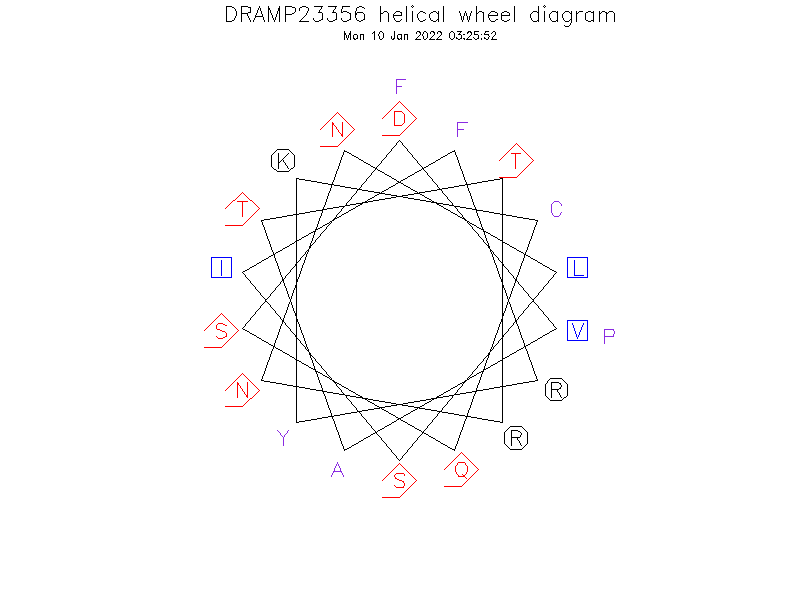 DRAMP23356 helical wheel diagram
Mon 10 Jan 2022 03:25:52
F
D
N
F
K
T
T
C
I
L
S
V
P
N
R
Y
R
A
Q
S